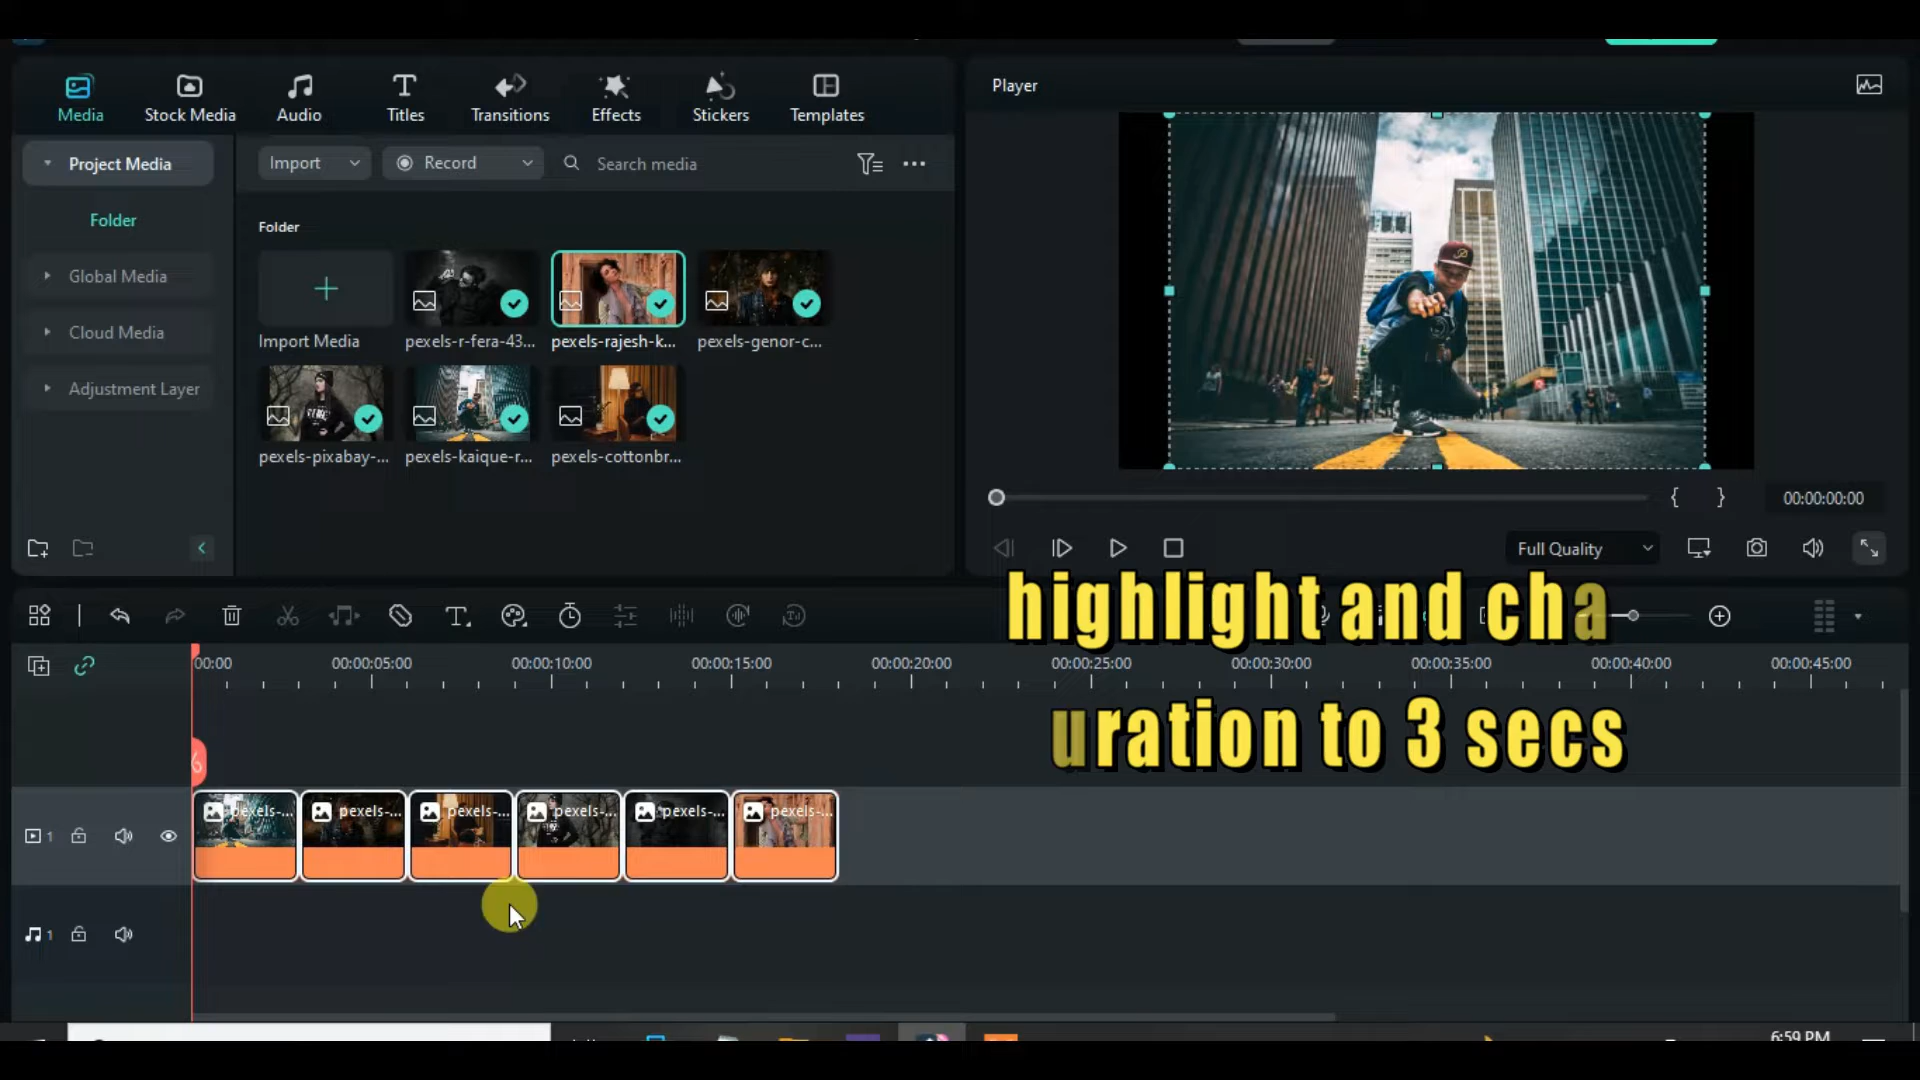 Media
Stock Media
Audio
Titles
Transitions
Effects
Stickers
Templates
Player
Project Media
Import
Record
Search media
Folder
Folder
Global Media
Cloud Media
Adjustment Layer
Import Media
pexels-r-fera-43...
pexels-rajesh-k...
pexels-genor-c...
pexels-pixabay-...
pexels-kaique-r...
pexels-cottonbr...
{ }
00:00:00:00
Full Quality
highlight and cha
uration to 3 secs
00:00
00:00:05:00
00:00:10:00
00:00:15:00
00:00:20:00
00:00:25:00
00:00:30:00
00:00:35:00
00:00:40:00
00:00:45:00
pexels-...
pexels-...
pexels-...
pexels-...
pexels-...
pexels-...
1
1
6:59 PM